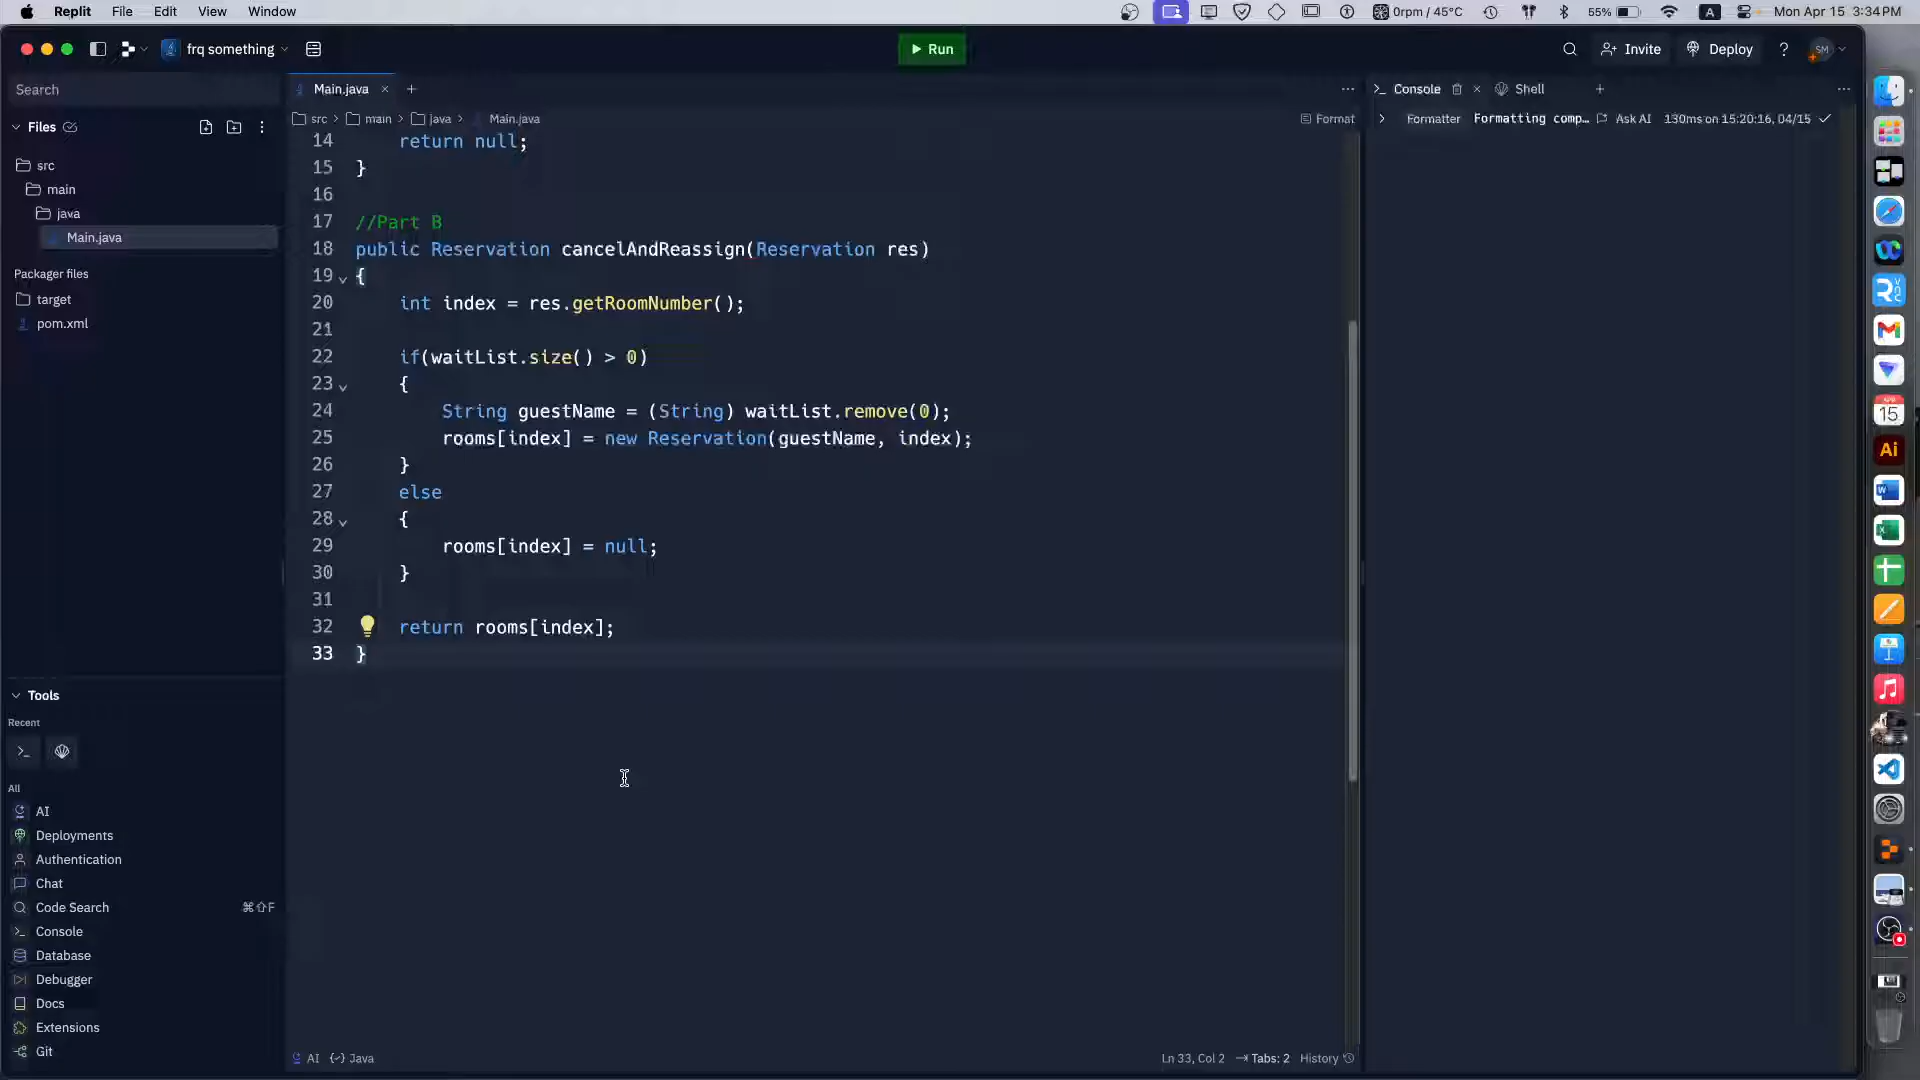 Replit File Edit View Window
0rpm / 45°C 55% A Mon Apr 15 3:34PM
frq something
Run
Invite Deploy ? SM
Search
Main.java
Console Shell
Files
src main java Main.java Format
Formatter Formatting comp… Ask AI 130ms on 15:20:16, 04/15
src
main
java
Main.java
Packager files
target
pom.xml
14 return null;
15 }
16
17 //Part B
18 public Reservation cancelAndReassign(Reservation res)
19 {
20 int index = res.getRoomNumber();
21
22 if(waitList.size() > 0)
23 {
24 String guestName = (String) waitList.remove(0);
25 rooms[index] = new Reservation(guestName, index);
26 }
27 else
28 {
29 rooms[index] = null;
30 }
31
32 return rooms[index];
33 }
Tools
Recent
All
AI
Deployments
Authentication
Chat
Code Search ⌘⇧F
Console
Database
Debugger
Docs
Extensions
Git
AI Java
Ln 33, Col 2 Tabs: 2 History
15
Ai